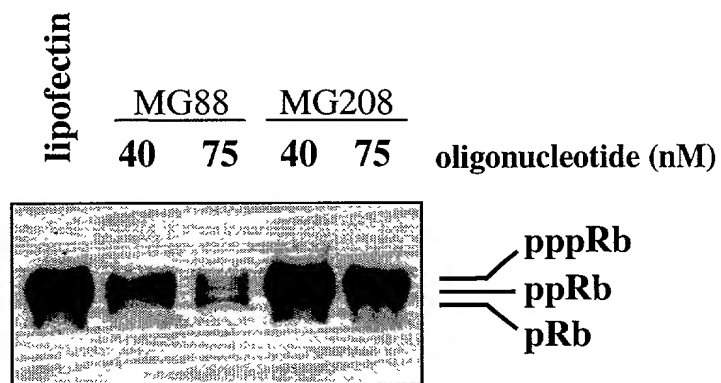 lipofectin
MG88 MG208
40 75 40 75 oligonucleotide (nM)
pppRb
ppRb
pRb